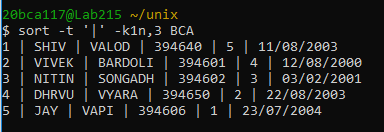 20bca117@Lab215 ~/unix
$ sort -t '|' -k1n,3 BCA
1 | SHIV | VALOD | 394640 | 5 | 11/08/2003
2 | VIVEK | BARDOLI | 394601 | 4 | 12/08/2000
3 | NITIN | SONGADH | 394602 | 3 | 03/02/2001
4 | DHRVU | VYARA | 394650 | 2 | 22/08/2003
5 | JAY | VAPI | 394606 | 1 | 23/07/2004